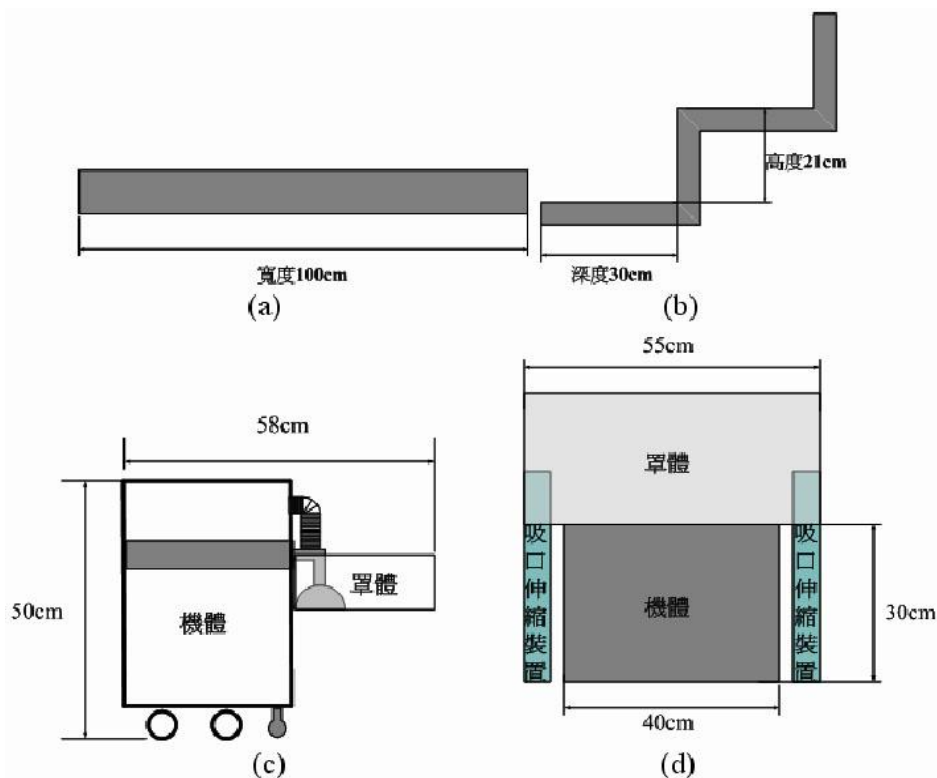 高度21cm
寬度100cm
深度30cm
(a)
(b)
55cm
58cm
罩體
50cm
機體
罩體
吸口伸縮裝置
機體
吸口伸縮裝置
30cm
40cm
(c)
(d)